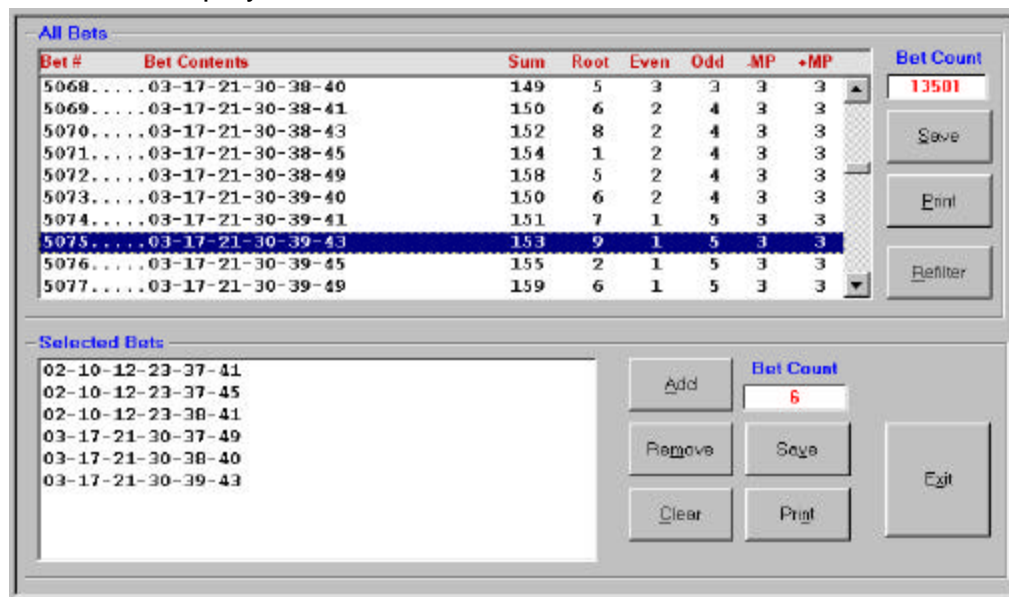 All Bets
Bet # Bet Contents Sum Root Even Odd -MP +MP
5068.....03-17-21-30-38-40 149 5 3 3 3 3
5069.....03-17-21-30-38-41 150 6 2 4 3 3
5070.....03-17-21-30-38-43 152 8 2 4 3 3
5071.....03-17-21-30-38-45 154 1 2 4 3 3
5072.....03-17-21-30-38-49 158 5 2 4 3 3
5073.....03-17-21-30-39-40 150 6 2 4 3 3
5074.....03-17-21-30-39-41 151 7 1 5 3 3
5075.....03-17-21-30-39-43 153 9 1 5 3 3
5076.....03-17-21-30-39-45 155 2 1 5 3 3
5077.....03-17-21-30-39-49 159 6 1 5 3 3
Bet Count
13501
Save
Print
Refilter
Selected Bets
02-10-12-23-37-41
02-10-12-23-37-45
02-10-12-23-38-41
03-17-21-30-37-49
03-17-21-30-38-40
03-17-21-30-39-43
Add
Bet Count
6
Remove
Save
Clear
Print
Exit